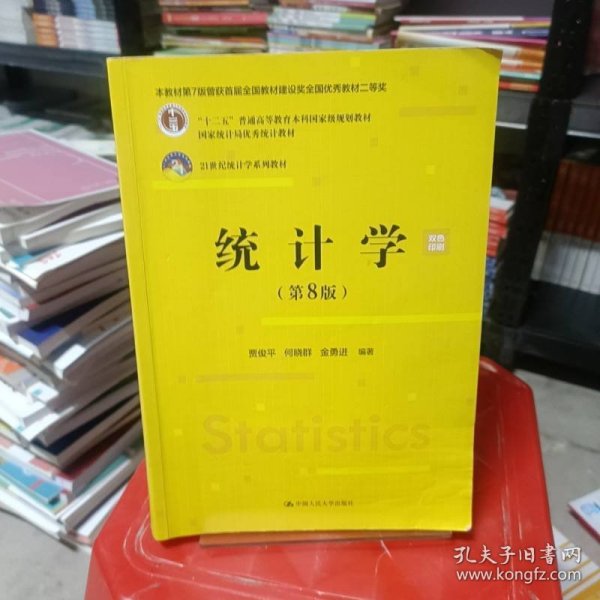 本教材第7版曾获首届全国教材建设奖全国优秀教材二等奖
“十二五”普通高等教育本科国家级规划教材
国家统计局优秀统计教材
21世纪统计学系列教材
统计学
双色
印刷
（第8版）
贾俊平 何晓群 金勇进 编著
Statistics
中国人民大学出版社
孔夫子旧书网
www.kongfz.com